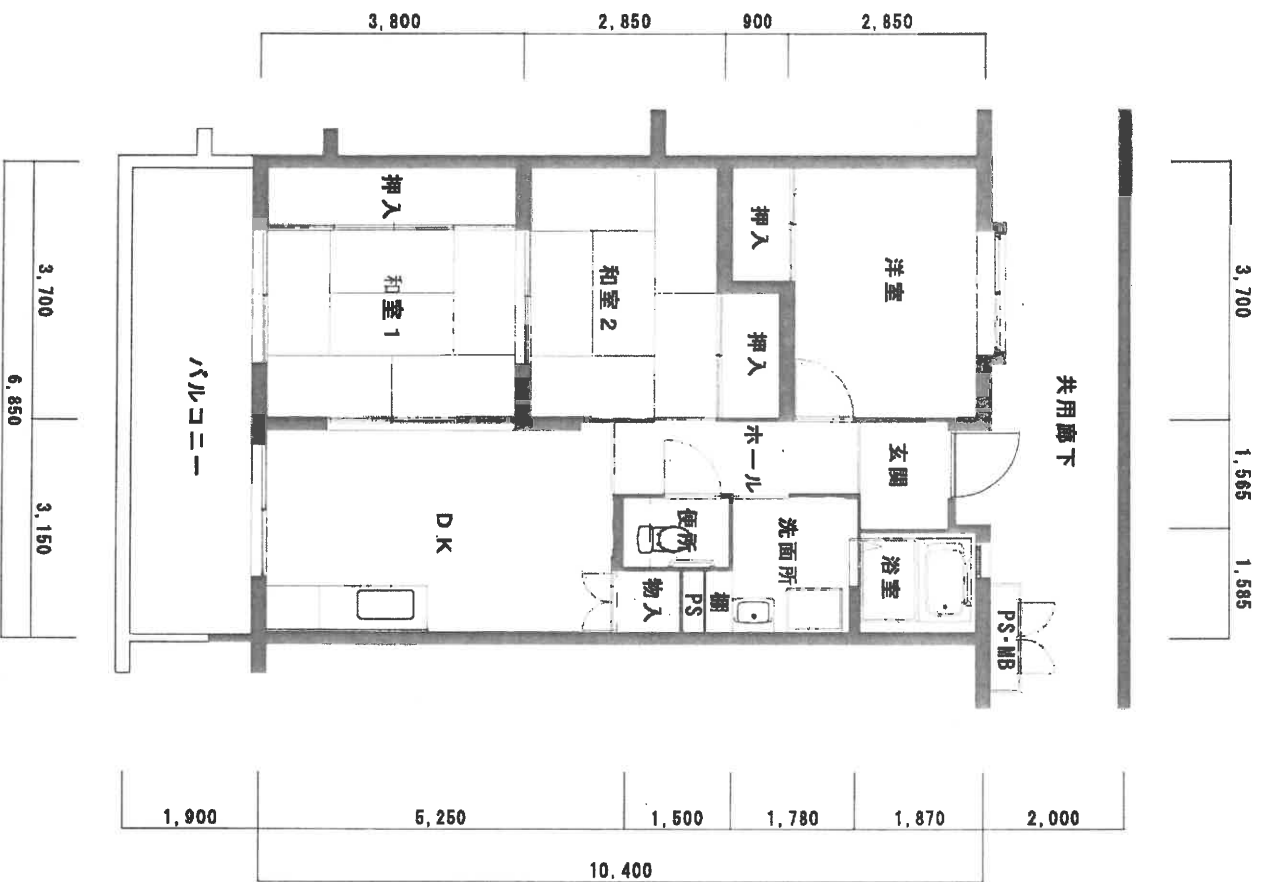 3,800
2,850
900
2,850
押入
和室1
和室2
押入
押入
洋室
共用廊下
3,700
1,565
1,585
3,700
3,150
6,850
バルコニー
D.K
ホール
玄関
便所
洗面所
浴室
物入
PS
棚
PS・MB
1,900
5,250
1,500
1,780
1,870
2,000
10,400